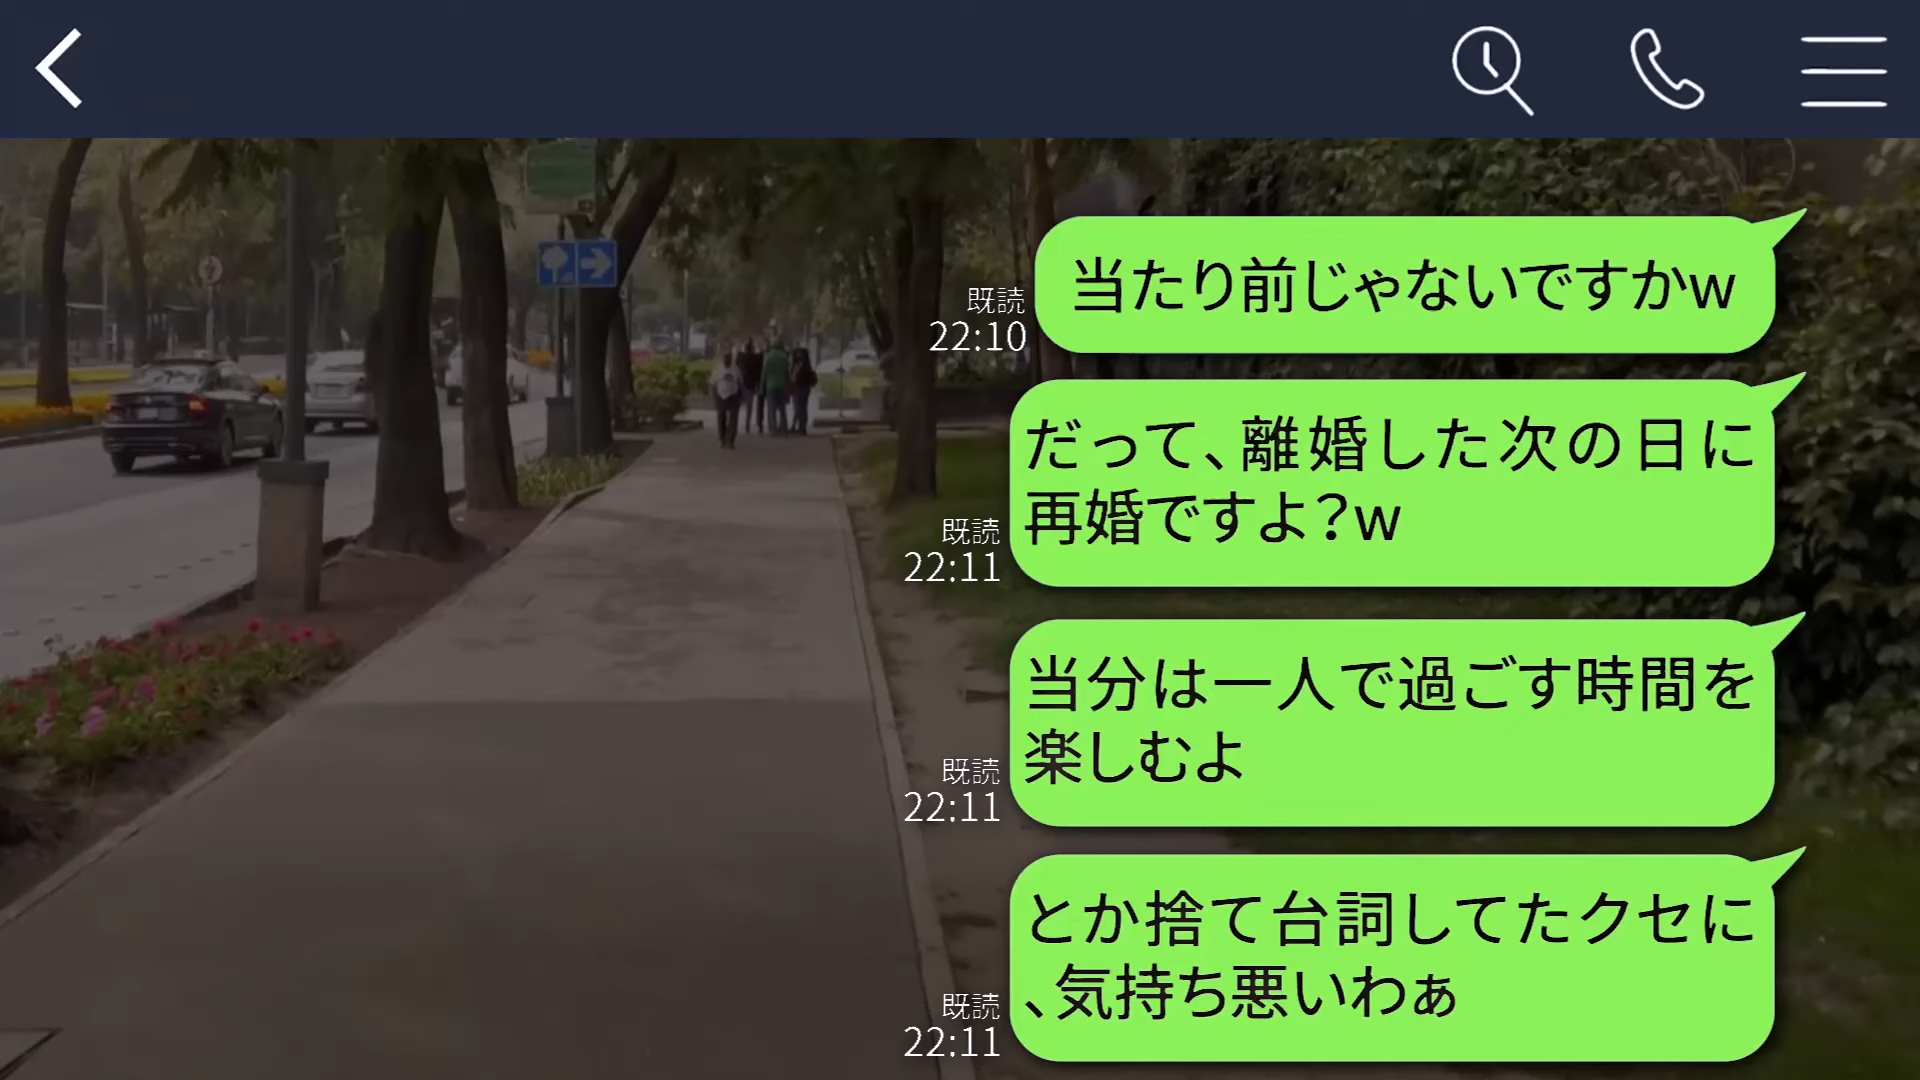 当たり前じゃないですかw
既読
22:10
だって、離婚した次の日に
再婚ですよ？w
既読
22:11
当分は一人で過ごす時間を
楽しむよ
既読
22:11
とか捨て台詞してたクセに
、気持ち悪いわぁ
既読
22:11